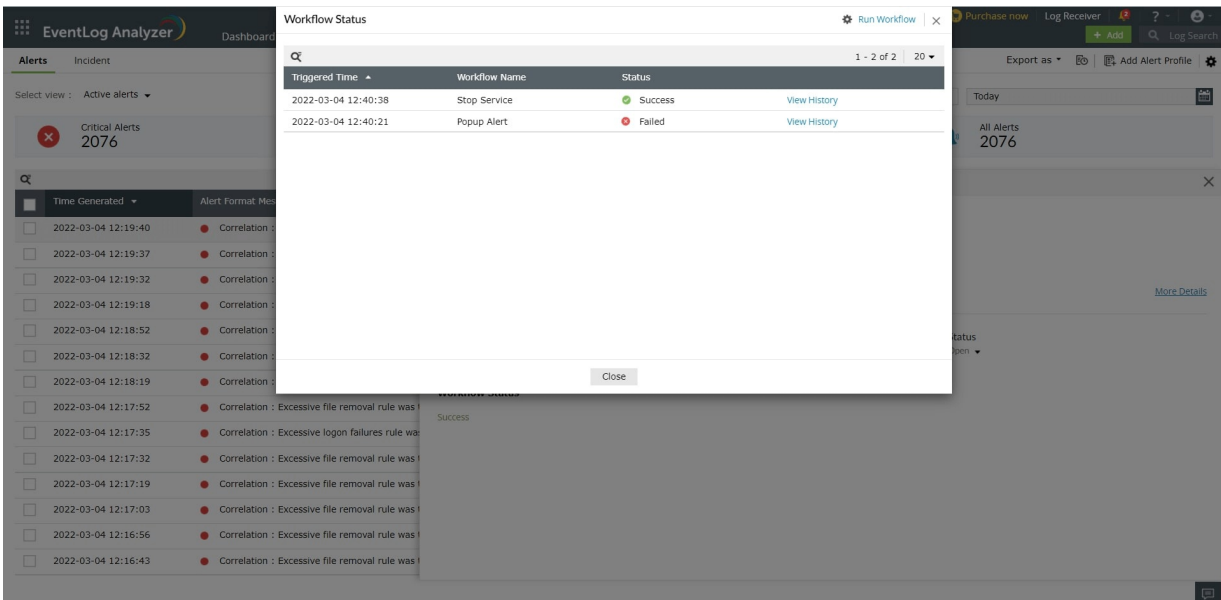 Workflow Status
Run Workflow
Purchase now Log Receiver 2 ?
EventLog Analyzer Dashboard
+ Add Log Search
Alerts Incident
1 - 2 of 2 20
Export as Add Alert Profile
Triggered Time Workflow Name Status
Select view : Active alerts
2022-03-04 12:40:38 Stop Service Success View History
Today
2022-03-04 12:40:21 Popup Alert Failed View History
Critical Alerts
2076
All Alerts
2076
Time Generated Alert Format Mes
2022-03-04 12:19:40 Correlation :
2022-03-04 12:19:37 Correlation :
2022-03-04 12:19:32 Correlation :
More Details
2022-03-04 12:19:18 Correlation :
2022-03-04 12:18:52 Correlation :
Status
Open
2022-03-04 12:18:32 Correlation :
2022-03-04 12:18:19 Correlation :
Close
Workflow Status
2022-03-04 12:17:52 Correlation : Excessive file removal rule was
Success
2022-03-04 12:17:35 Correlation : Excessive logon failures rule was
2022-03-04 12:17:32 Correlation : Excessive file removal rule was
2022-03-04 12:17:19 Correlation : Excessive file removal rule was
2022-03-04 12:17:03 Correlation : Excessive file removal rule was
2022-03-04 12:16:56 Correlation : Excessive file removal rule was
2022-03-04 12:16:43 Correlation : Excessive file removal rule was